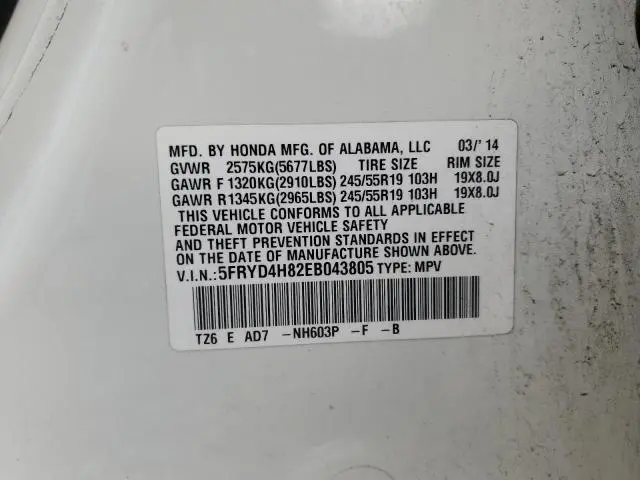 MFD. BY HONDA MFG. OF ALABAMA, LLC 03/'14
GVWR 2575KG(5677LBS) TIRE SIZE RIM SIZE
GAWR F 1320KG(2910LBS) 245/55R19 103H 19X8.0J
GAWR R 1345KG(2965LBS) 245/55R19 103H 19X8.0J
THIS VEHICLE CONFORMS TO ALL APPLICABLE
FEDERAL MOTOR VEHICLE SAFETY
AND THEFT PREVENTION STANDARDS IN EFFECT
ON THE DATE OF MANUFACTURE SHOWN ABOVE.
V.I.N.:5FRYD4H82EB043805 TYPE: MPV
TZ6 E AD7 -NH603P -F -B